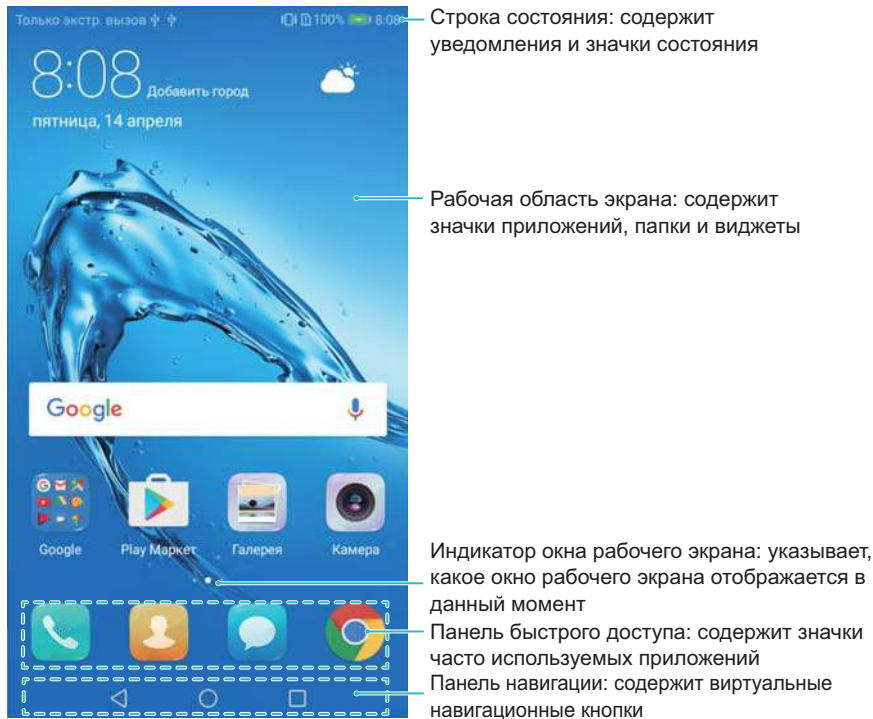 Только экстр. вызов 100% 8:08
8:08 Добавить город
пятница, 14 апреля
Google
Google Play Маркет Галерея Камера
Строка состояния: содержит
уведомления и значки состояния
Рабочая область экрана: содержит
значки приложений, папки и виджеты
Индикатор окна рабочего экрана: указывает,
какое окно рабочего экрана отображается в
данный момент
Панель быстрого доступа: содержит значки
часто используемых приложений
Панель навигации: содержит виртуальные
навигационные кнопки